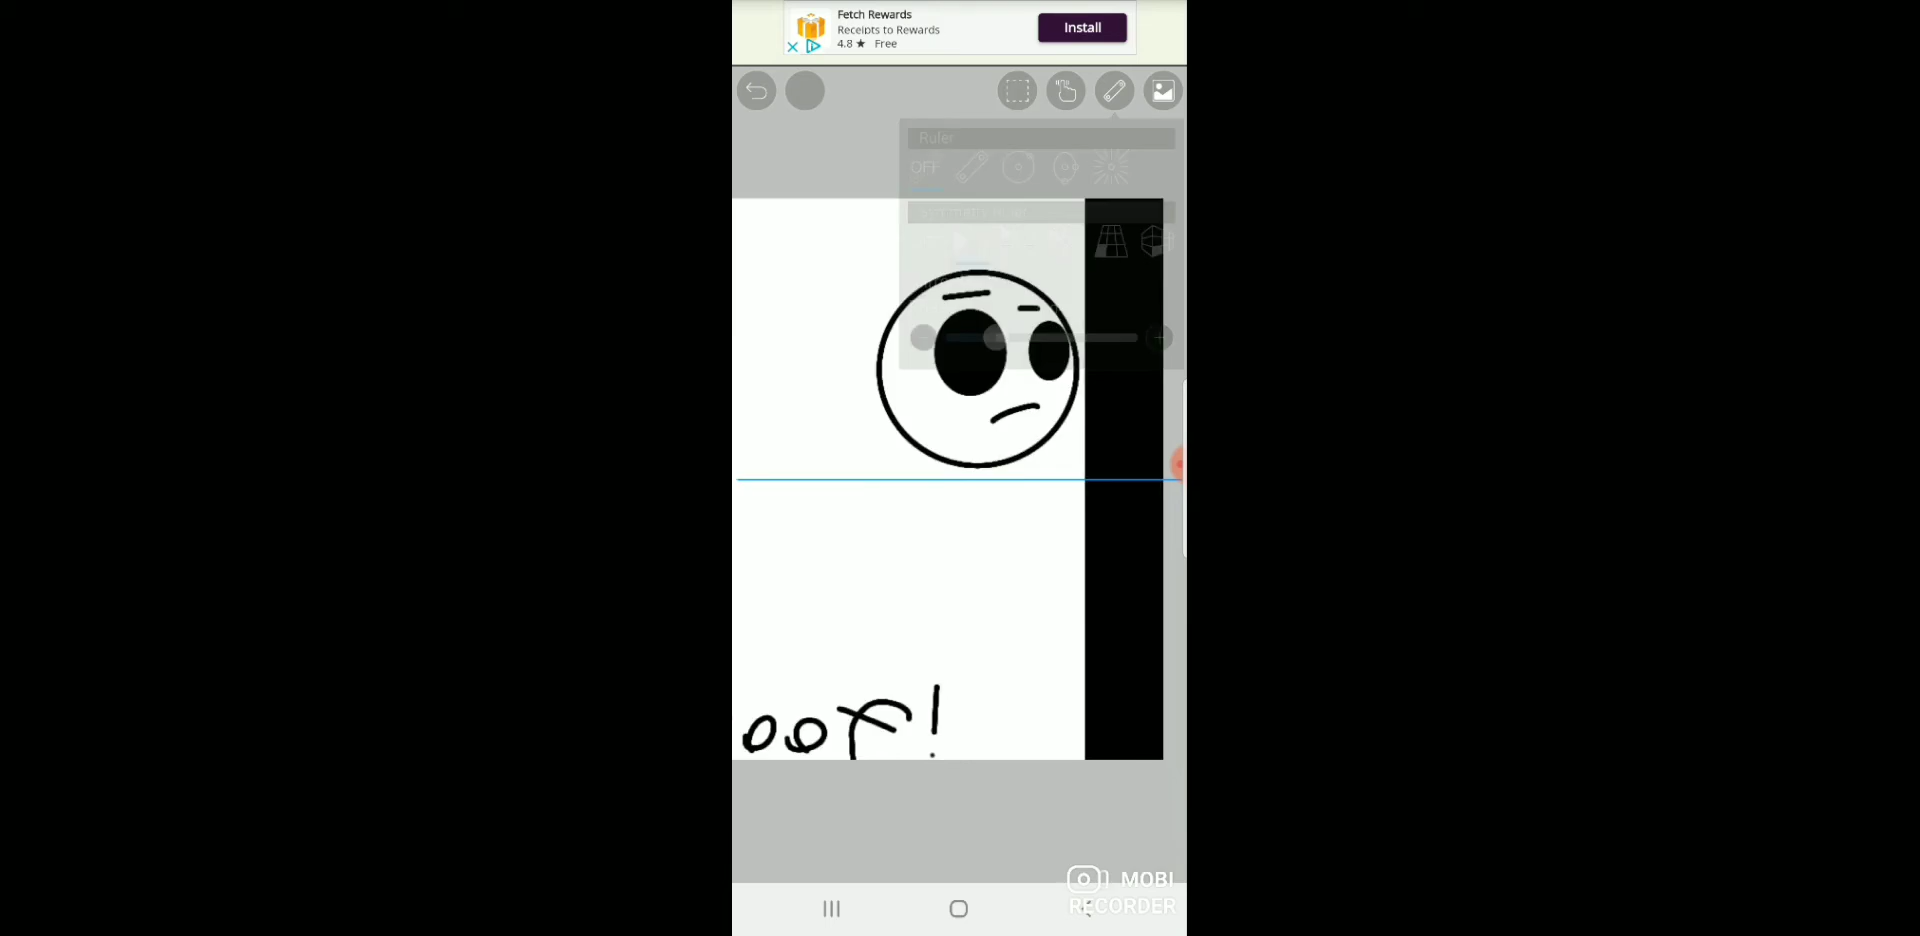 Fetch Rewards
Receipts to Rewards
4.8 ★ Free
Install
Ruler
OFF
oof!
MOBI
RECORDER